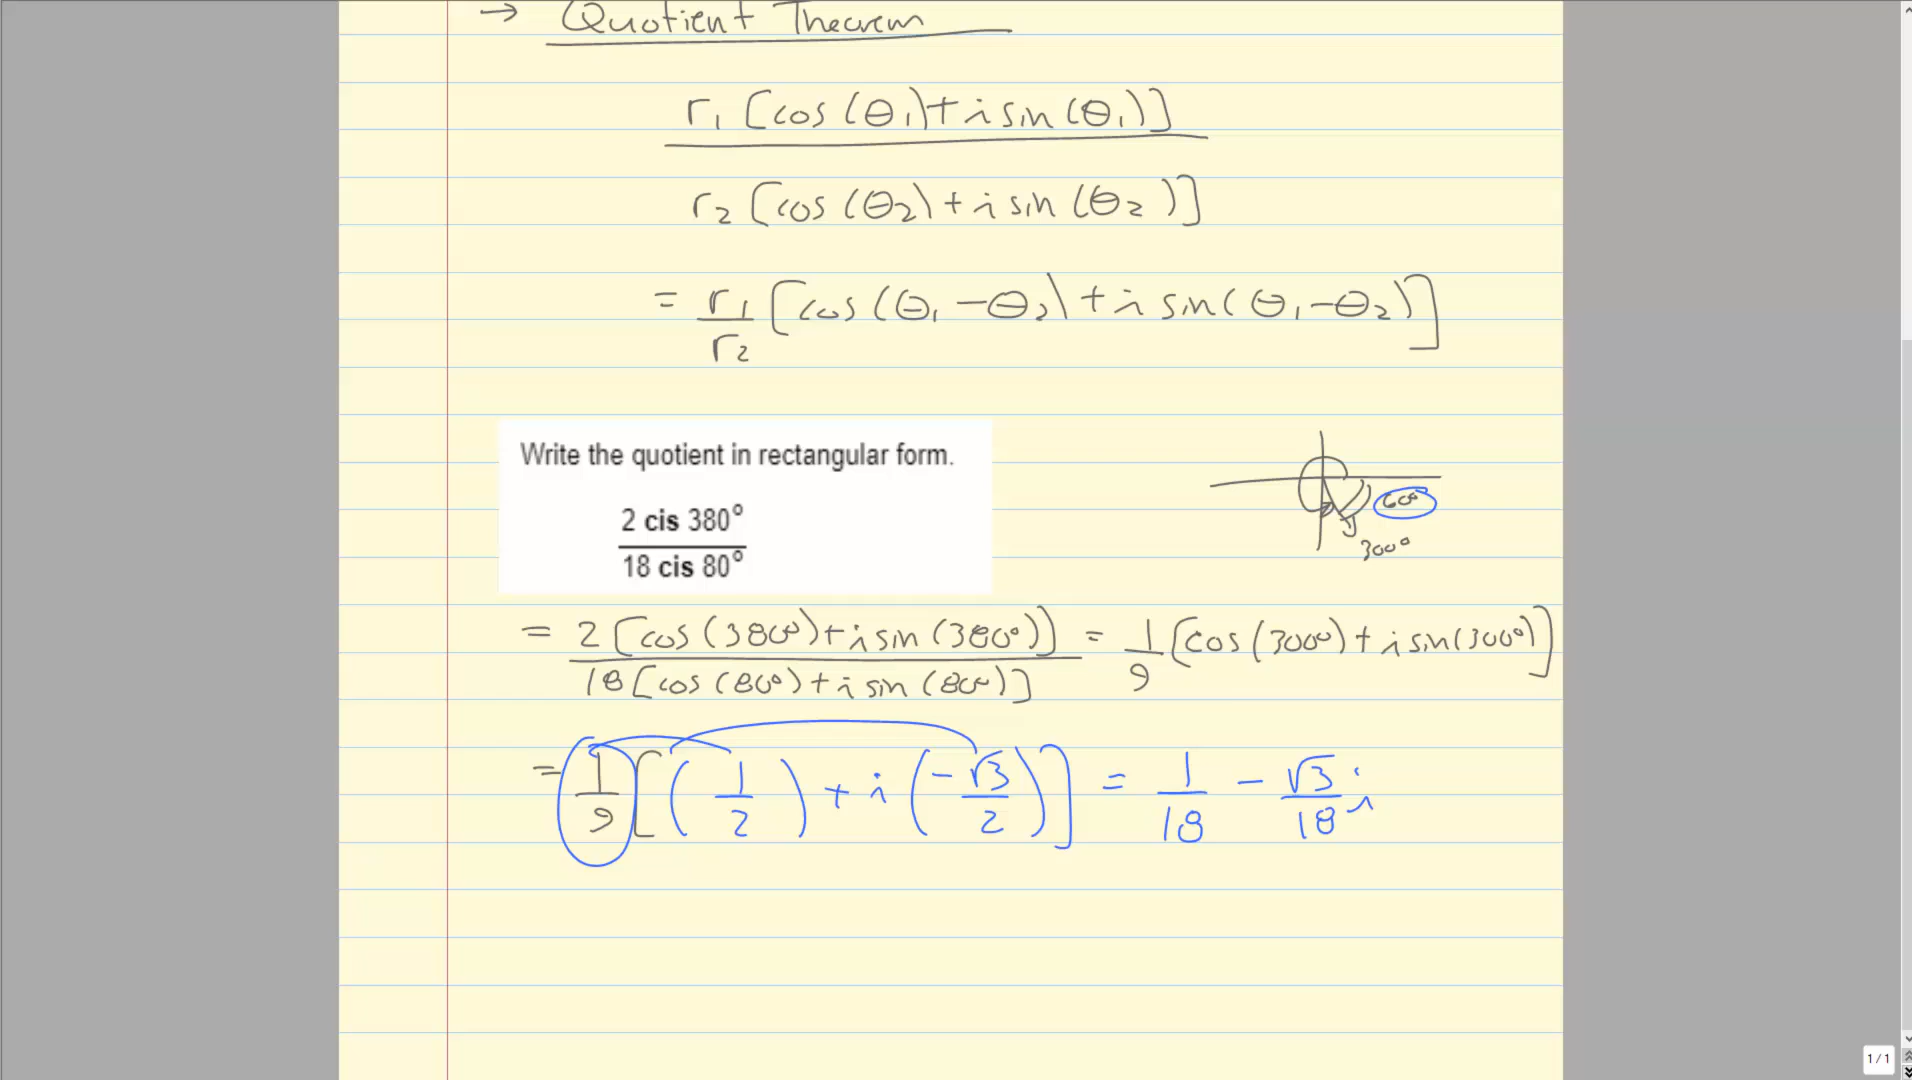 → Quotient Theorem
r₁ [cos(θ₁)+i sin(θ₁)]
r₂ [cos(θ₂)+i sin(θ₂)]
= r₁/r₂ [cos(θ₁-θ₂)+i sin(θ₁-θ₂)]
Write the quotient in rectangular form.
2 cis 380°
18 cis 80°
60°
300°
= 2[cos(380°)+i sin(380°)] / 18[cos(80°)+i sin(80°)] = 1/9 [cos(300°)+i sin(300°)]
= 1/9 [(1/2) + i(-√3/2)] = 1/18 - √3/18 i
1 / 1